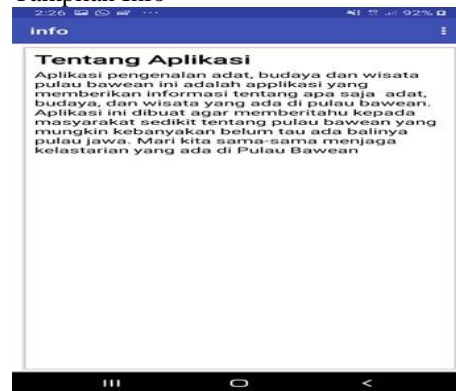 Tampilan Info
2:26
92%
info
Tentang Aplikasi
Aplikasi pengenalan adat, budaya dan wisata
pulau bawean ini adalah applikasi yang
memberikan informasi tentang apa saja adat,
budaya, dan wisata yang ada di pulau bawean.
Aplikasi ini dibuat agar memberitahu kepada
masyarakat sedikit tentang pulau bawean yang
mungkin kebanyakan belum tau ada balinya
pulau jawa. Mari kita sama-sama menjaga
kelastarian yang ada di Pulau Bawean